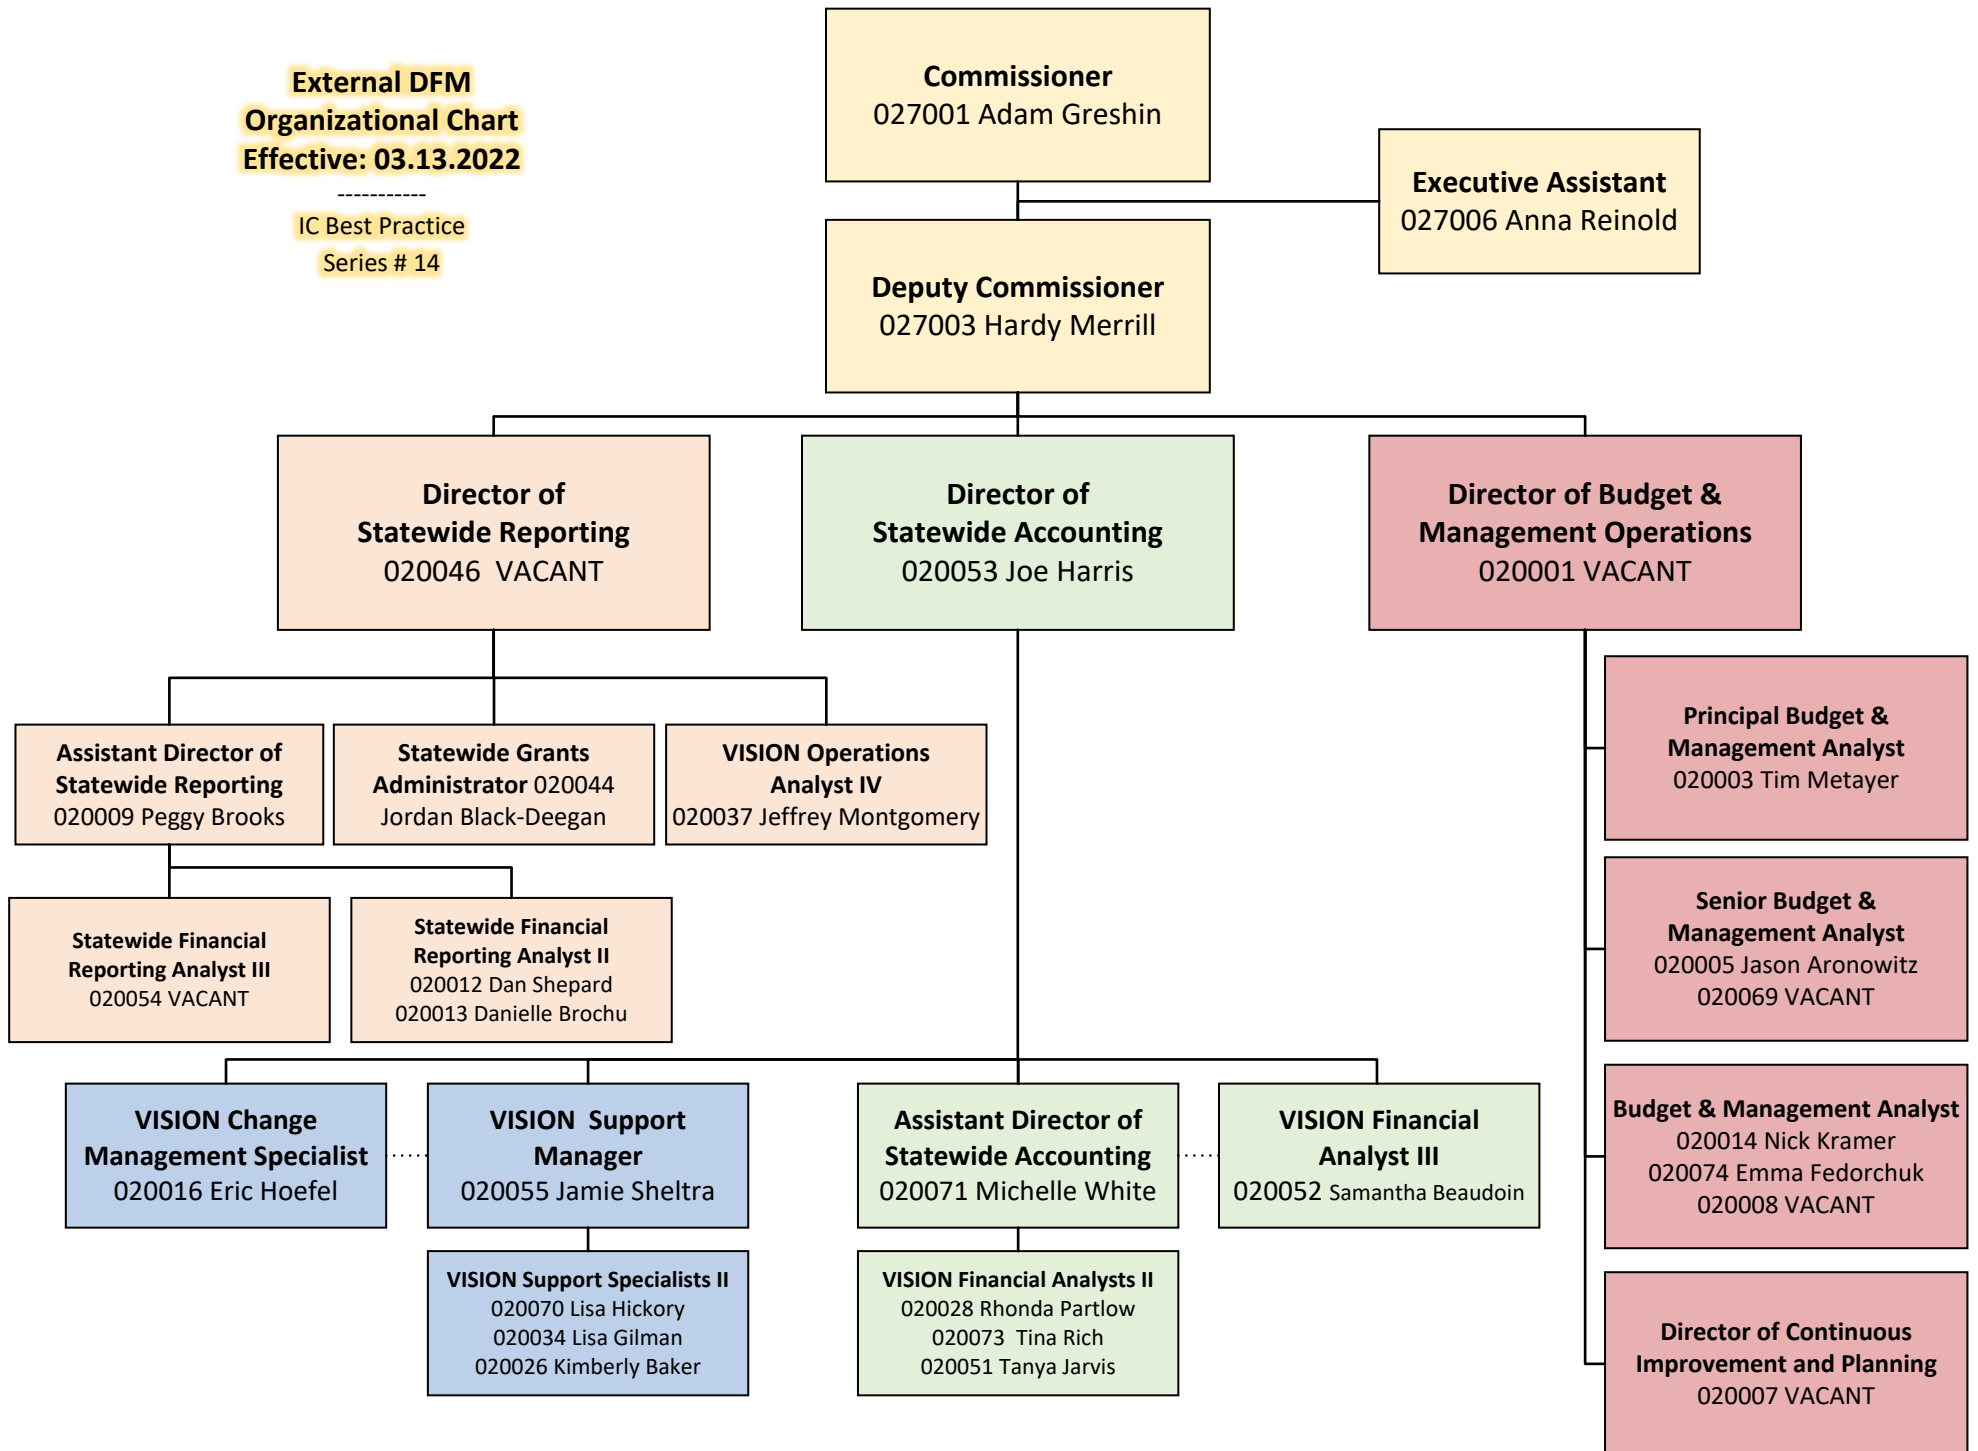 External DFM
Organizational Chart
Effective: 03.13.2022
-----------
IC Best Practice
Series # 14
Commissioner
027001 Adam Greshin
Executive Assistant
027006 Anna Reinold
Deputy Commissioner
027003 Hardy Merrill
Director of
Statewide Reporting
020046 VACANT
Director of
Statewide Accounting
020053 Joe Harris
Director of Budget &
Management Operations
020001 VACANT
Assistant Director of
Statewide Reporting
020009 Peggy Brooks
Statewide Grants
Administrator 020044
Jordan Black-Deegan
VISION Operations
Analyst IV
020037 Jeffrey Montgomery
Principal Budget &
Management Analyst
020003 Tim Metayer
Statewide Financial
Reporting Analyst III
020054 VACANT
Statewide Financial
Reporting Analyst II
020012 Dan Shepard
020013 Danielle Brochu
Senior Budget &
Management Analyst
020005 Jason Aronowitz
020069 VACANT
VISION Change
Management Specialist
020016 Eric Hoefel
VISION Support
Manager
020055 Jamie Sheltra
Assistant Director of
Statewide Accounting
020071 Michelle White
VISION Financial
Analyst III
020052 Samantha Beaudoin
Budget & Management Analyst
020014 Nick Kramer
020074 Emma Fedorchuk
020008 VACANT
VISION Support Specialists II
020070 Lisa Hickory
020034 Lisa Gilman
020026 Kimberly Baker
VISION Financial Analysts II
020028 Rhonda Partlow
020073 Tina Rich
020051 Tanya Jarvis
Director of Continuous
Improvement and Planning
020007 VACANT